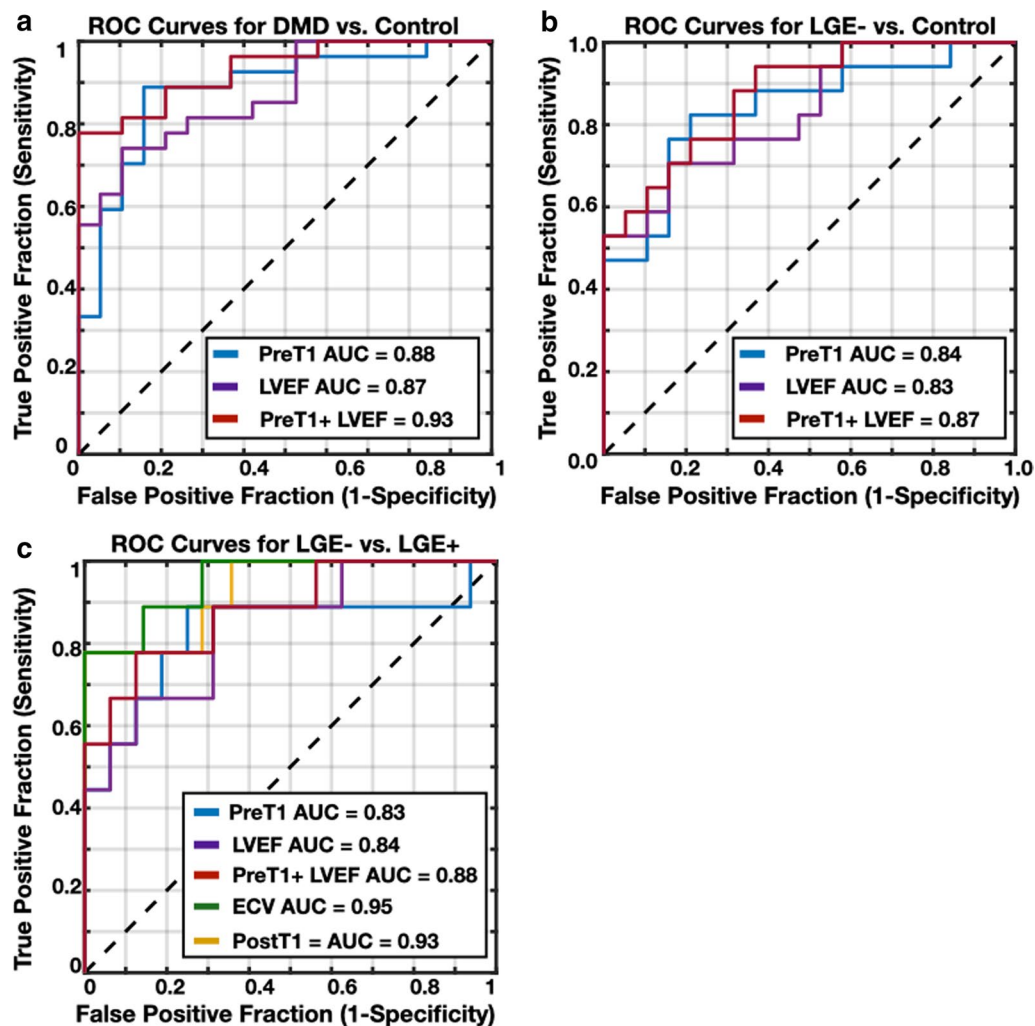 a
ROC Curves for DMD vs. Control
1
0.8
0.6
0.4
0.2
0
True Positive Fraction (Sensitivity)
PreT1 AUC = 0.88
LVEF AUC = 0.87
PreT1+ LVEF = 0.93
0 0.2 0.4 0.6 0.8 1
False Positive Fraction (1-Specificity)
b
ROC Curves for LGE- vs. Control
1.0
0.8
0.6
0.4
0.2
0.0
True Positive Fraction (Sensitivity)
PreT1 AUC = 0.84
LVEF AUC = 0.83
PreT1+ LVEF = 0.87
0.2 0.4 0.6 0.8 1.0
False Positive Fraction (1-Specificity)
c
ROC Curves for LGE- vs. LGE+
1
0.8
0.6
0.4
0.2
0
True Positive Fraction (Sensitivity)
PreT1 AUC = 0.83
LVEF AUC = 0.84
PreT1+ LVEF AUC = 0.88
ECV AUC = 0.95
PostT1 = AUC = 0.93
0 0.2 0.4 0.6 0.8 1
False Positive Fraction (1-Specificity)